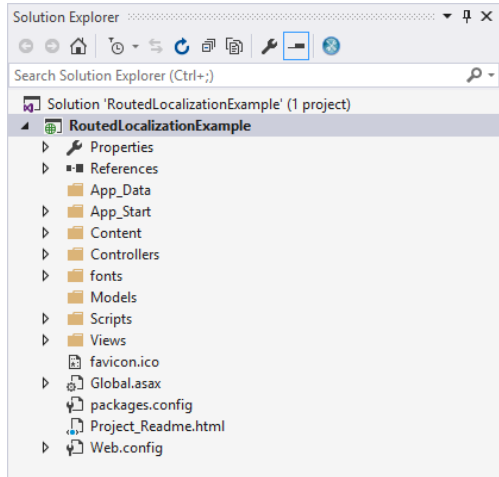 Solution Explorer
Search Solution Explorer (Ctrl+;)
Solution 'RoutedLocalizationExample' (1 project)
RoutedLocalizationExample
Properties
References
App_Data
App_Start
Content
Controllers
fonts
Models
Scripts
Views
favicon.ico
Global.asax
packages.config
Project_Readme.html
Web.config